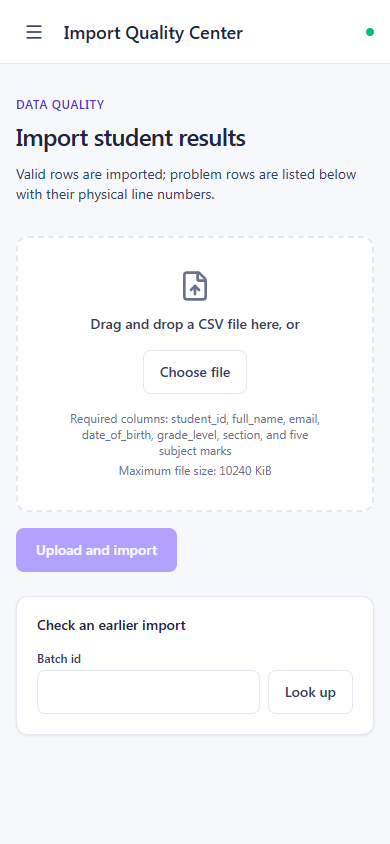 Import Quality Center
DATA QUALITY
Import student results
Valid rows are imported; problem rows are listed below
with their physical line numbers.
Drag and drop a CSV file here, or
Choose file
Required columns: student_id, full_name, email,
date_of_birth, grade_level, section, and five
subject marks
Maximum file size: 10240 KiB
Upload and import
Check an earlier import
Batch id
Look up